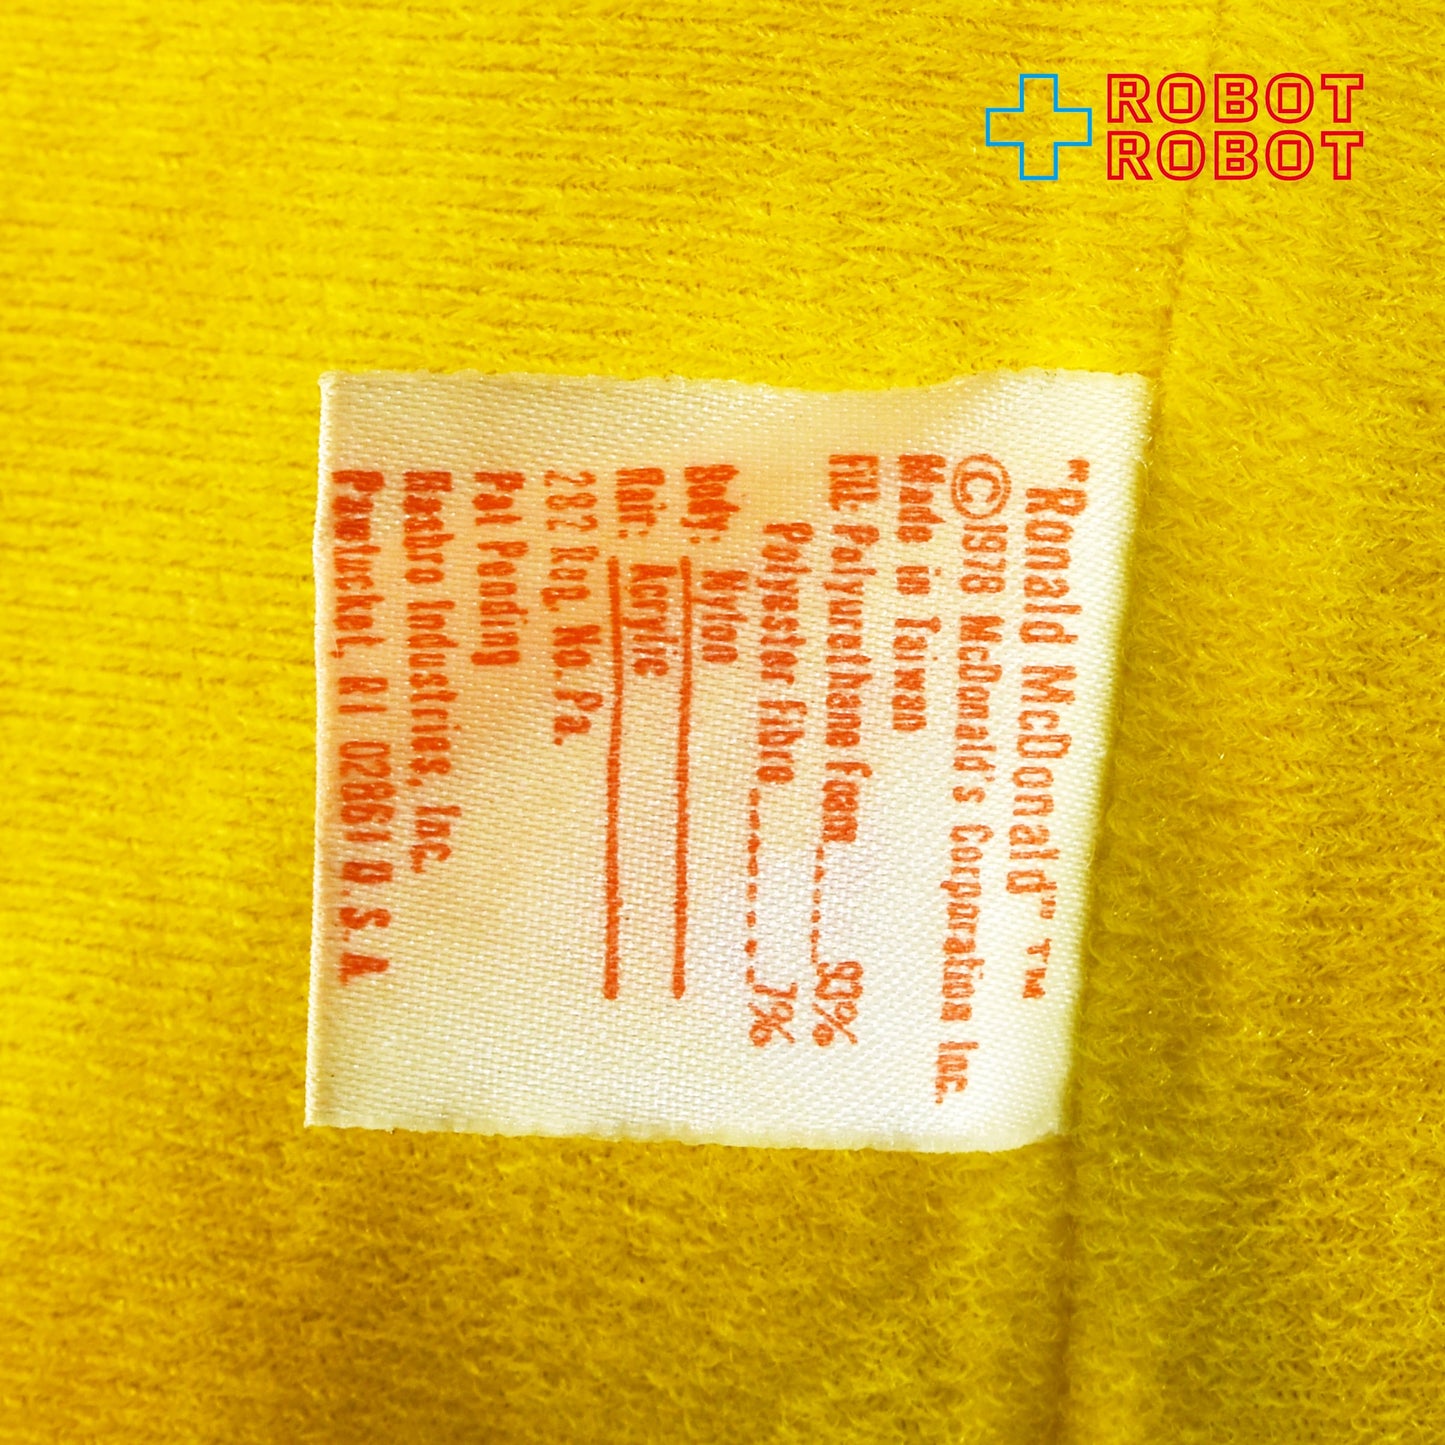 ROBOT
ROBOT
"Ronald McDonald" TM
©1978 McDonald's Corporation Inc.
Made in Taiwan
Fill: Polyurethane Foam 93%
Polyester Fibre 7%
Body: Nylon
Hair: Acrylic
282 Reg. No. Pa.
Pat Pending
Hasbro Industries, Inc.
Pawtucket, RI 02861 U.S.A